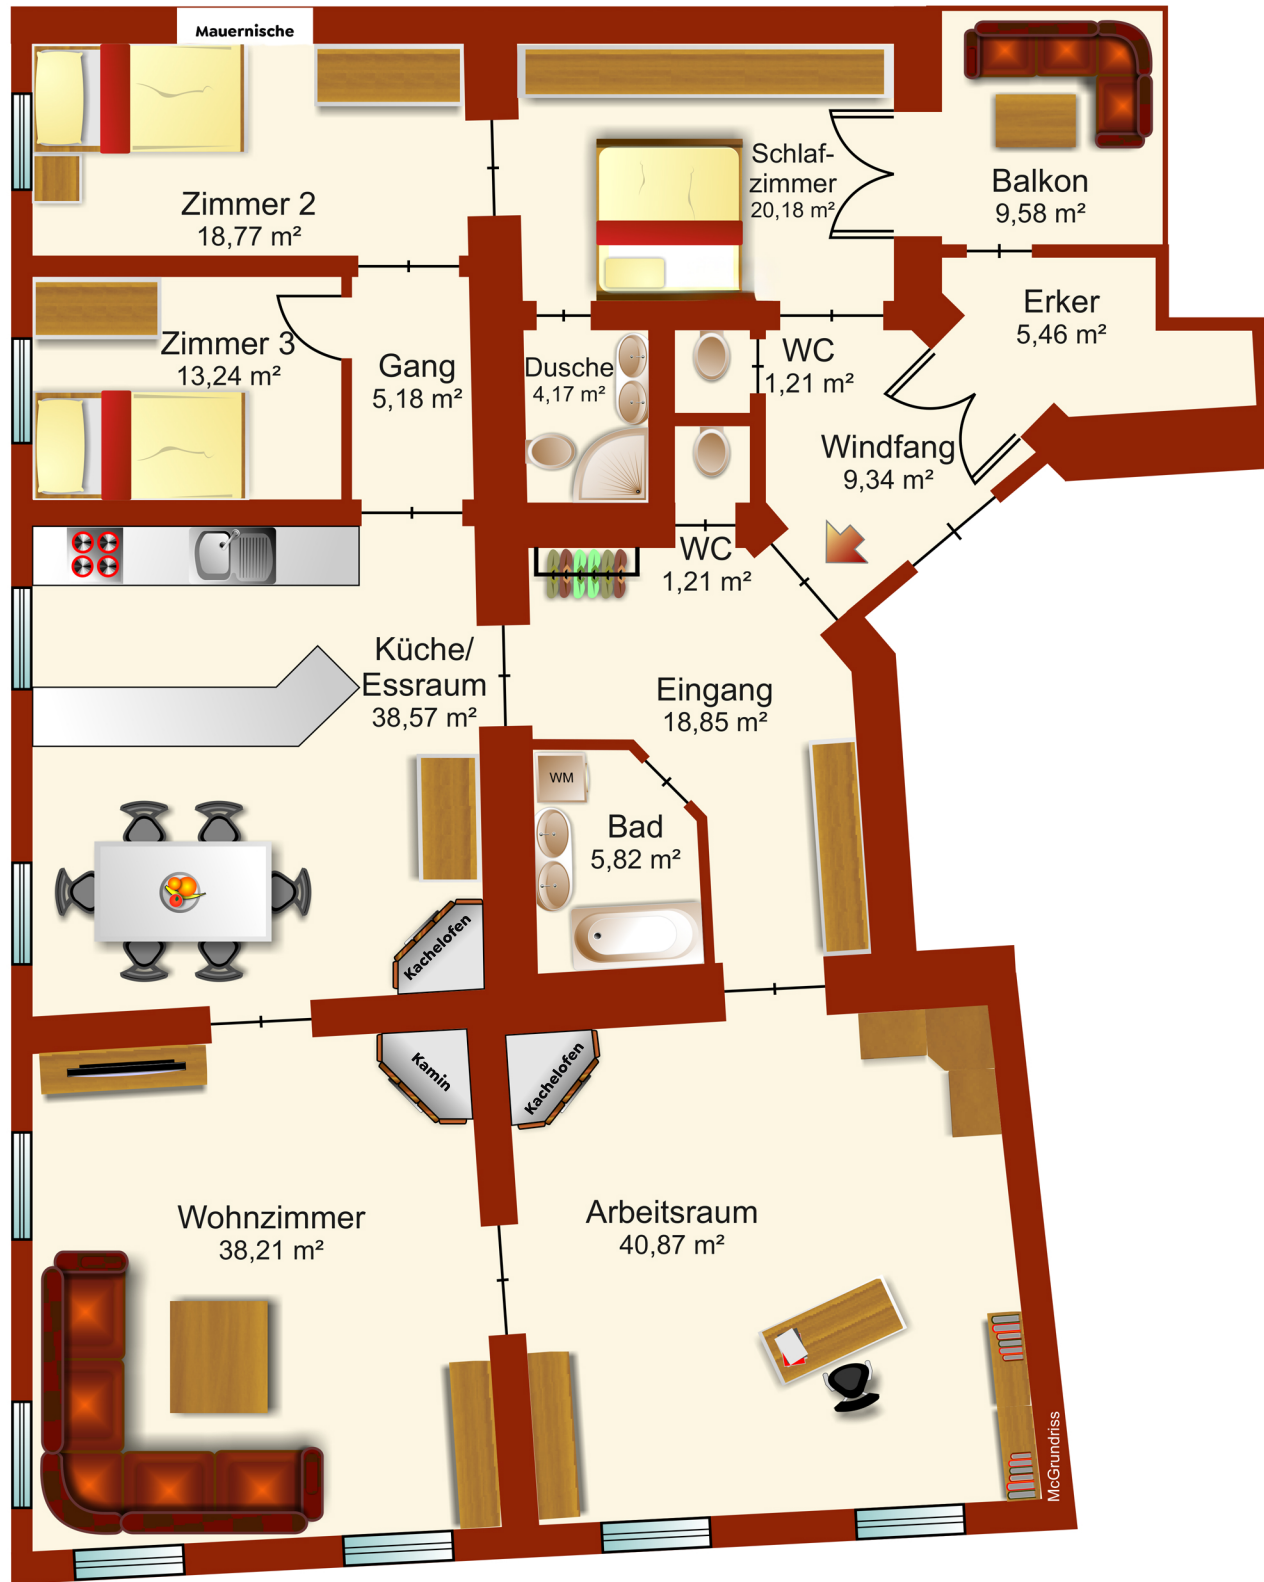 Mauernische
Zimmer 2
18,77 m²
Schlaf-
zimmer
20,18 m²
Balkon
9,58 m²
Zimmer 3
13,24 m²
Gang
5,18 m²
Dusche
4,17 m²
WC
1,21 m²
Erker
5,46 m²
Windfang
9,34 m²
WC
1,21 m²
Küche/
Essraum
38,57 m²
Eingang
18,85 m²
WM
Bad
5,82 m²
Kachelofen
Kamin
Kachelofen
Wohnzimmer
38,21 m²
Arbeitsraum
40,87 m²
McGrundriss